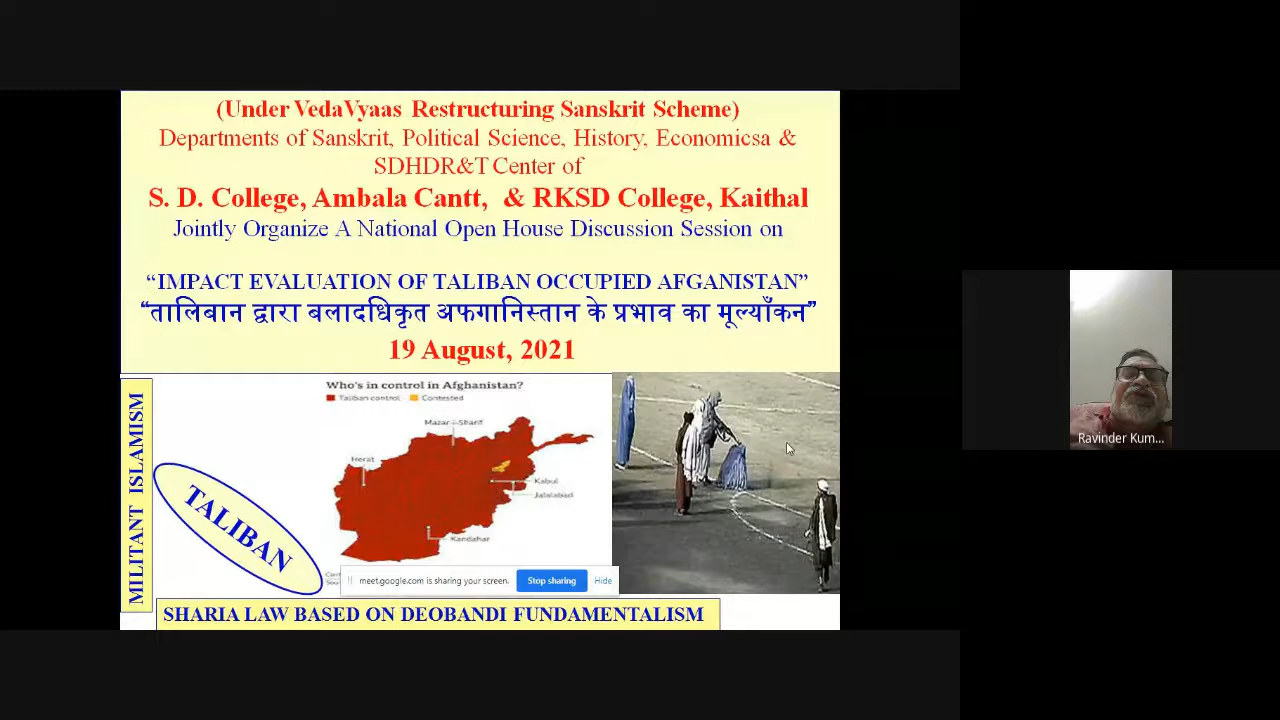 (Under VedaVyaas Restructuring Sanskrit Scheme)
Departments of Sanskrit, Political Science, History, Economicsa &
SDHDR&T Center of
S. D. College, Ambala Cantt, & RKSD College, Kaithal
Jointly Organize A National Open House Discussion Session on
“IMPACT EVALUATION OF TALIBAN OCCUPIED AFGANISTAN”
“तालिबान द्वारा बलादधिकृत अफगानिस्तान के प्रभाव का मूल्याँकन”
19 August, 2021
MILITANT ISLAMISM
TALIBAN
Who's in control in Afghanistan?
Taliban control Contested
Mazar-Sharif
Herat
Kabul
Jalalabad
Kandahar
meet.google.com is sharing your screen. Stop sharing Hide
SHARIA LAW BASED ON DEOBANDI FUNDAMENTALISM
Ravinder Kum...